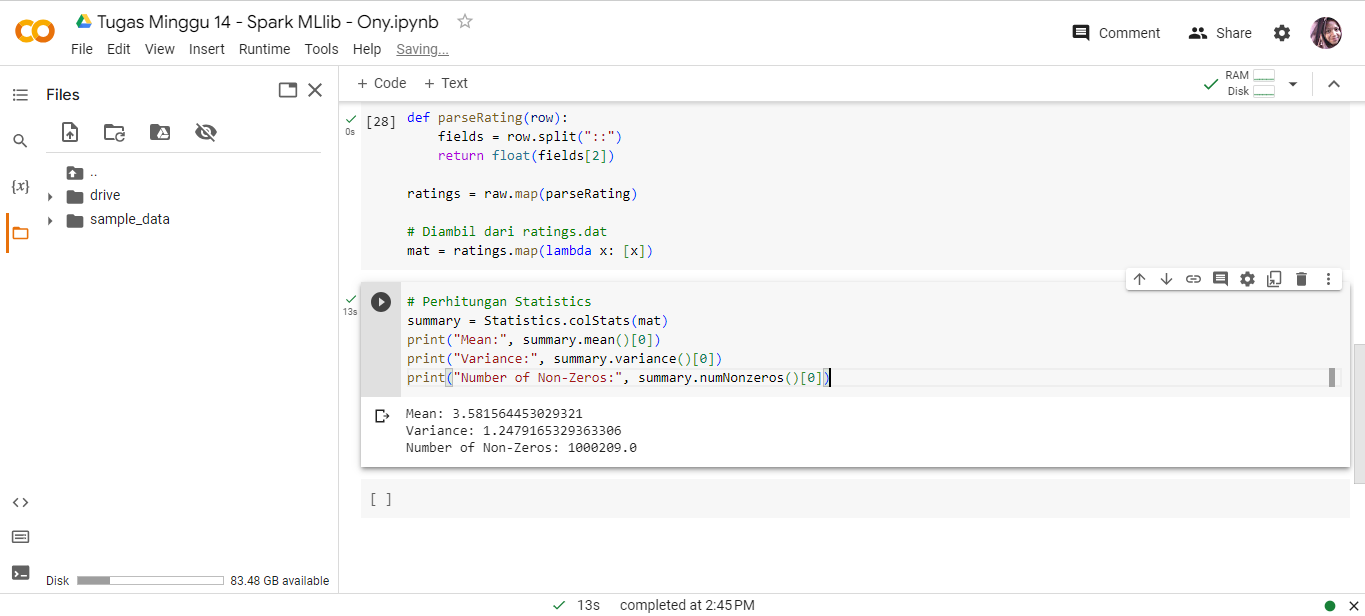 Tugas Minggu 14 - Spark MLlib - Ony.ipynb
File Edit View Insert Runtime Tools Help Saving...
Comment Share
Files
+ Code + Text
RAM
Disk
..
drive
sample_data
{x}
0s
[28]
def parseRating(row):
    fields = row.split("::")
    return float(fields[2])
ratings = raw.map(parseRating)
# Diambil dari ratings.dat
mat = ratings.map(lambda x: [x])
13s
# Perhitungan Statistics
summary = Statistics.colStats(mat)
print("Mean:", summary.mean()[0])
print("Variance:", summary.variance()[0])
print("Number of Non-Zeros:", summary.numNonzeros()[0])
Mean: 3.581564453029321
Variance: 1.2479165329363306
Number of Non-Zeros: 1000209.0
[ ]
Disk 83.48 GB available
13s completed at 2:45 PM